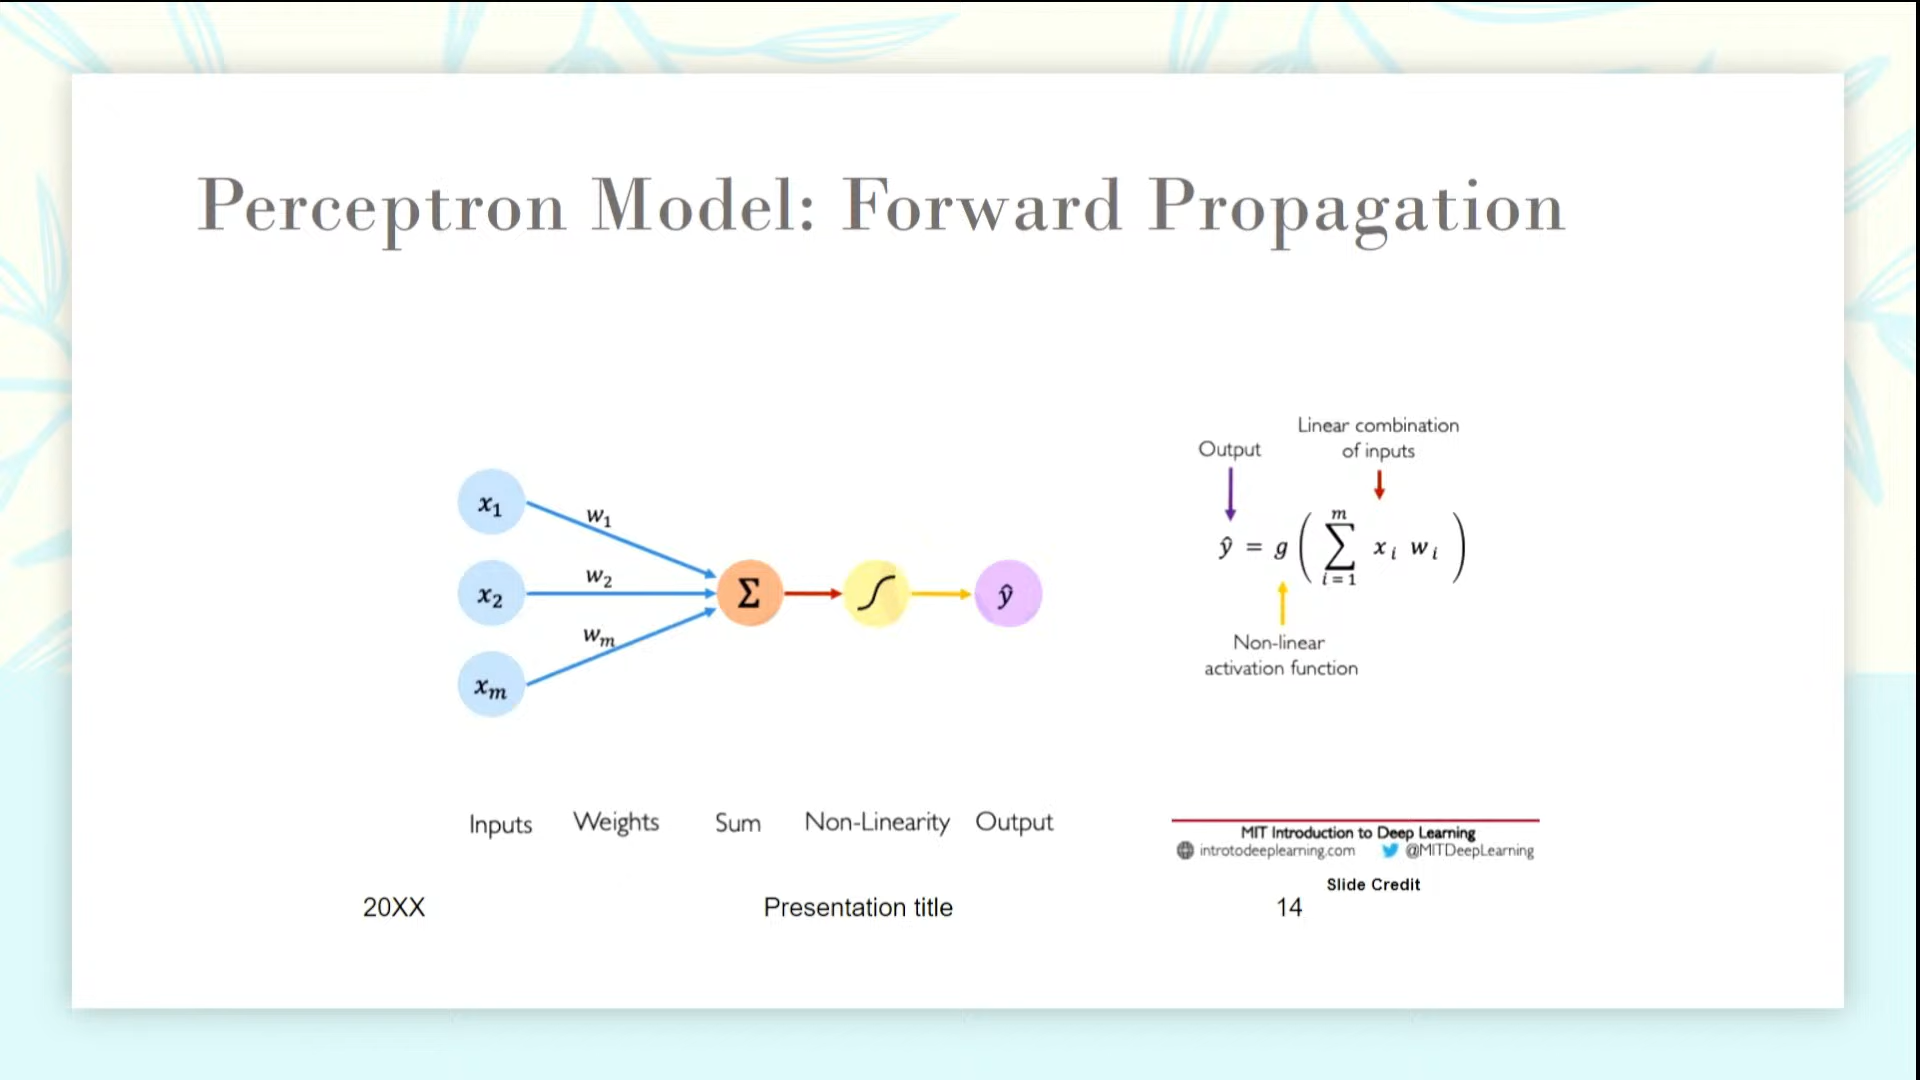 Perceptron Model: Forward Propagation
x₁
w₁
x₂
w₂
xₘ
wₘ
Σ
ŷ
Inputs Weights Sum Non-Linearity Output
Output
Linear combination
of inputs
ŷ = g ( m ∑ i = 1 xᵢ wᵢ )
Non-linear
activation function
MIT Introduction to Deep Learning
introtodeeplearning.com @MITDeepLearning
Slide Credit
20XX Presentation title 14